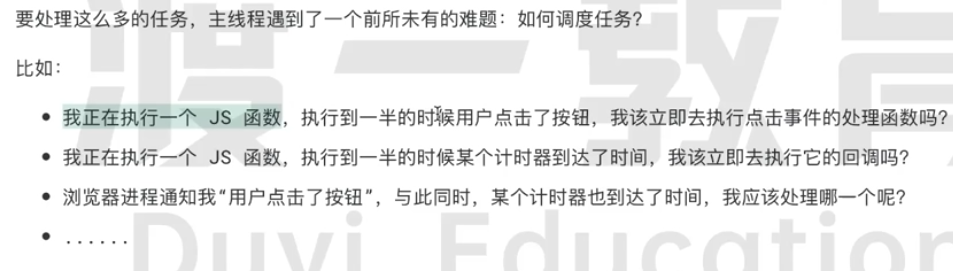 要处理这么多的任务，主线程遇到了一个前所未有的难题：如何调度任务？
比如：
• 我正在执行一个 JS 函数，执行到一半的时候用户点击了按钮，我该立即去执行点击事件的处理函数吗？
• 我正在执行一个 JS 函数，执行到一半的时候某个计时器到达了时间，我该立即去执行它的回调吗？
• 浏览器进程通知我“用户点击了按钮”，与此同时，某个计时器也到达了时间，我应该处理哪一个呢？
• ......
渡一教育
Duyi Education